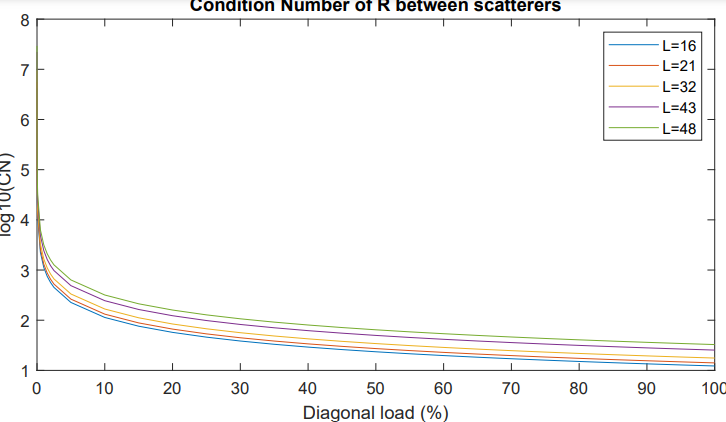 Condition Number of R between scatterers
8
7
6
5
4
3
2
1
log10(CN)
0 10 20 30 40 50 60 70 80 90 100
Diagonal load (%)
L=16
L=21
L=32
L=43
L=48